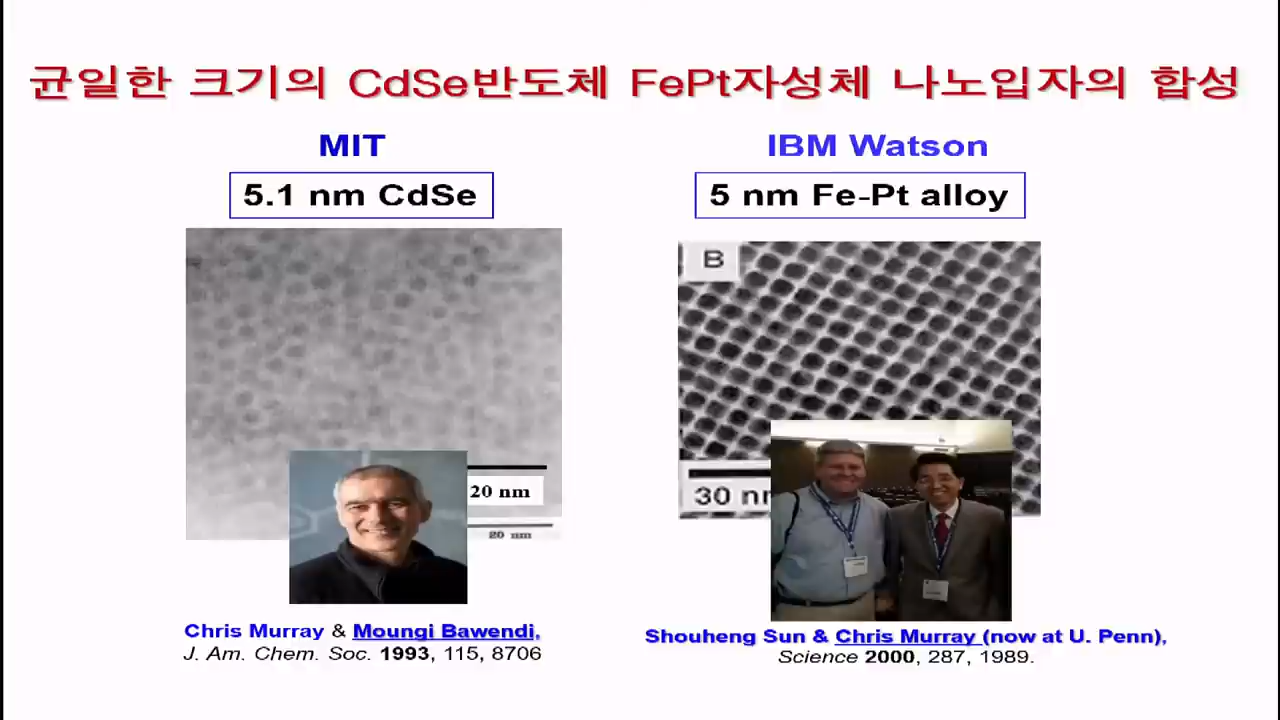 균일한 크기의 CdSe반도체 FePt자성체 나노입자의 합성
MIT
5.1 nm CdSe
20 nm
20 nm
Chris Murray & Moungi Bawendi,
J. Am. Chem. Soc. 1993, 115, 8706
IBM Watson
5 nm Fe-Pt alloy
B
30 nm
Shouheng Sun & Chris Murray (now at U. Penn),
Science 2000, 287, 1989.